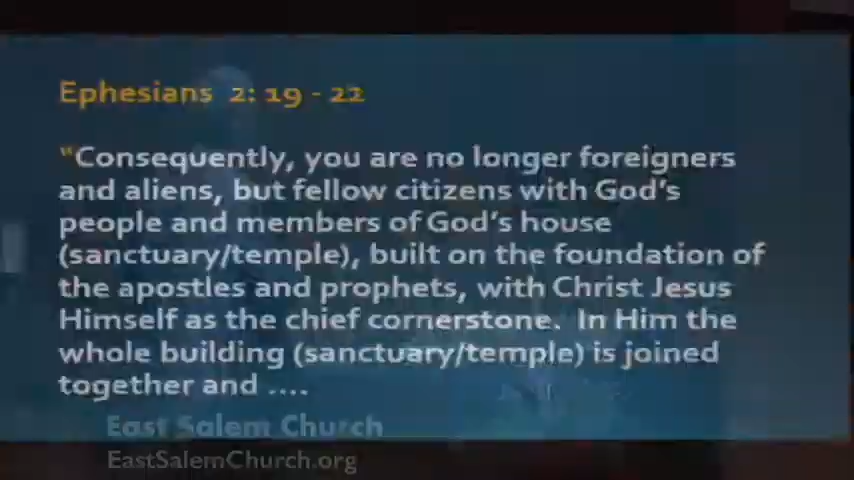 Ephesians 2: 19 - 22
"Consequently, you are no longer foreigners
and aliens, but fellow citizens with God's
people and members of God's house
(sanctuary/temple), built on the foundation of
the apostles and prophets, with Christ Jesus
Himself as the chief cornerstone. In Him the
whole building (sanctuary/temple) is joined
together and ....
East Salem Church
EastSalemChurch.org